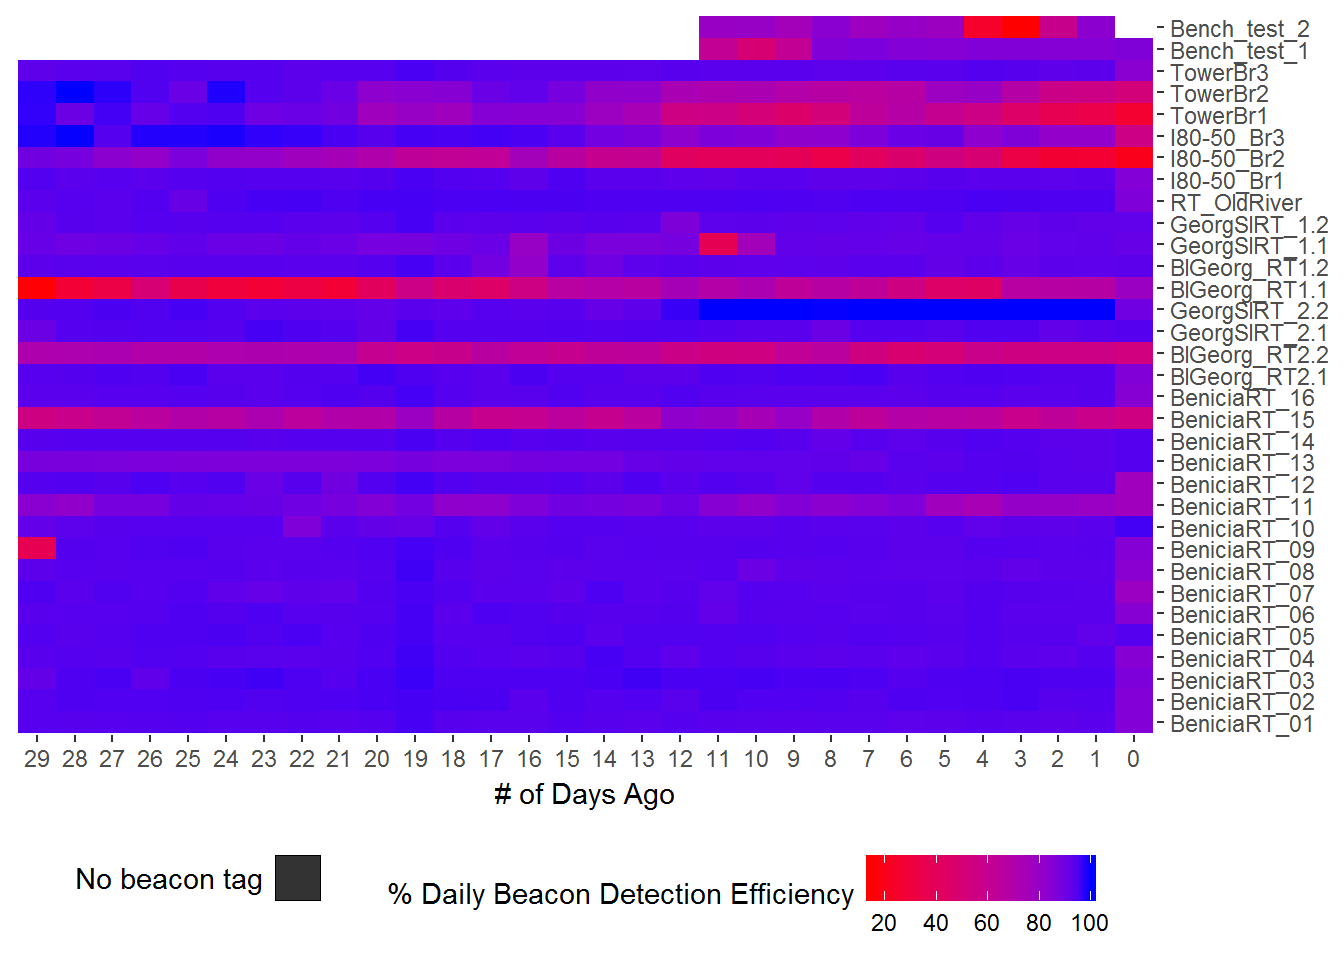 Bench_test_2
Bench_test_1
TowerBr3
TowerBr2
TowerBr1
I80-50_Br3
I80-50_Br2
I80-50_Br1
RT_OldRiver
GeorgSlRT_1.2
GeorgSlRT_1.1
BlGeorg_RT1.2
BlGeorg_RT1.1
GeorgSlRT_2.2
GeorgSlRT_2.1
BlGeorg_RT2.2
BlGeorg_RT2.1
BeniciaRT_16
BeniciaRT_15
BeniciaRT_14
BeniciaRT_13
BeniciaRT_12
BeniciaRT_11
BeniciaRT_10
BeniciaRT_09
BeniciaRT_08
BeniciaRT_07
BeniciaRT_06
BeniciaRT_05
BeniciaRT_04
BeniciaRT_03
BeniciaRT_02
BeniciaRT_01
29 28 27 26 25 24 23 22 21 20 19 18 17 16 15 14 13 12 11 10 9 8 7 6 5 4 3 2 1 0
# of Days Ago
No beacon tag
% Daily Beacon Detection Efficiency
20 40 60 80 100